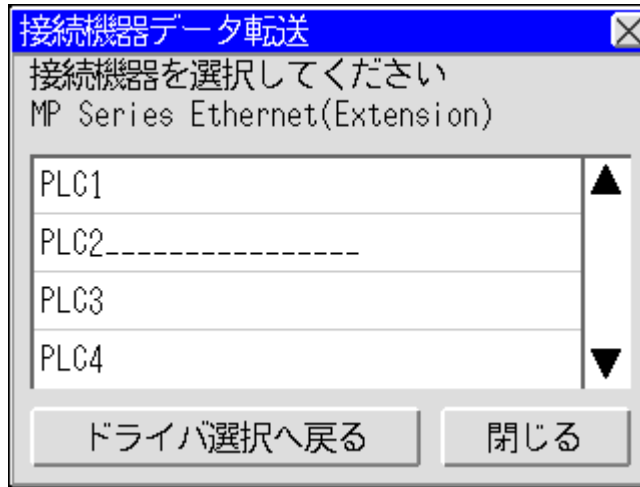 接続機器データ転送
接続機器を選択してください
MP Series Ethernet(Extension)
PLC1
PLC2________________
PLC3
PLC4
ドライバ選択へ戻る 閉じる